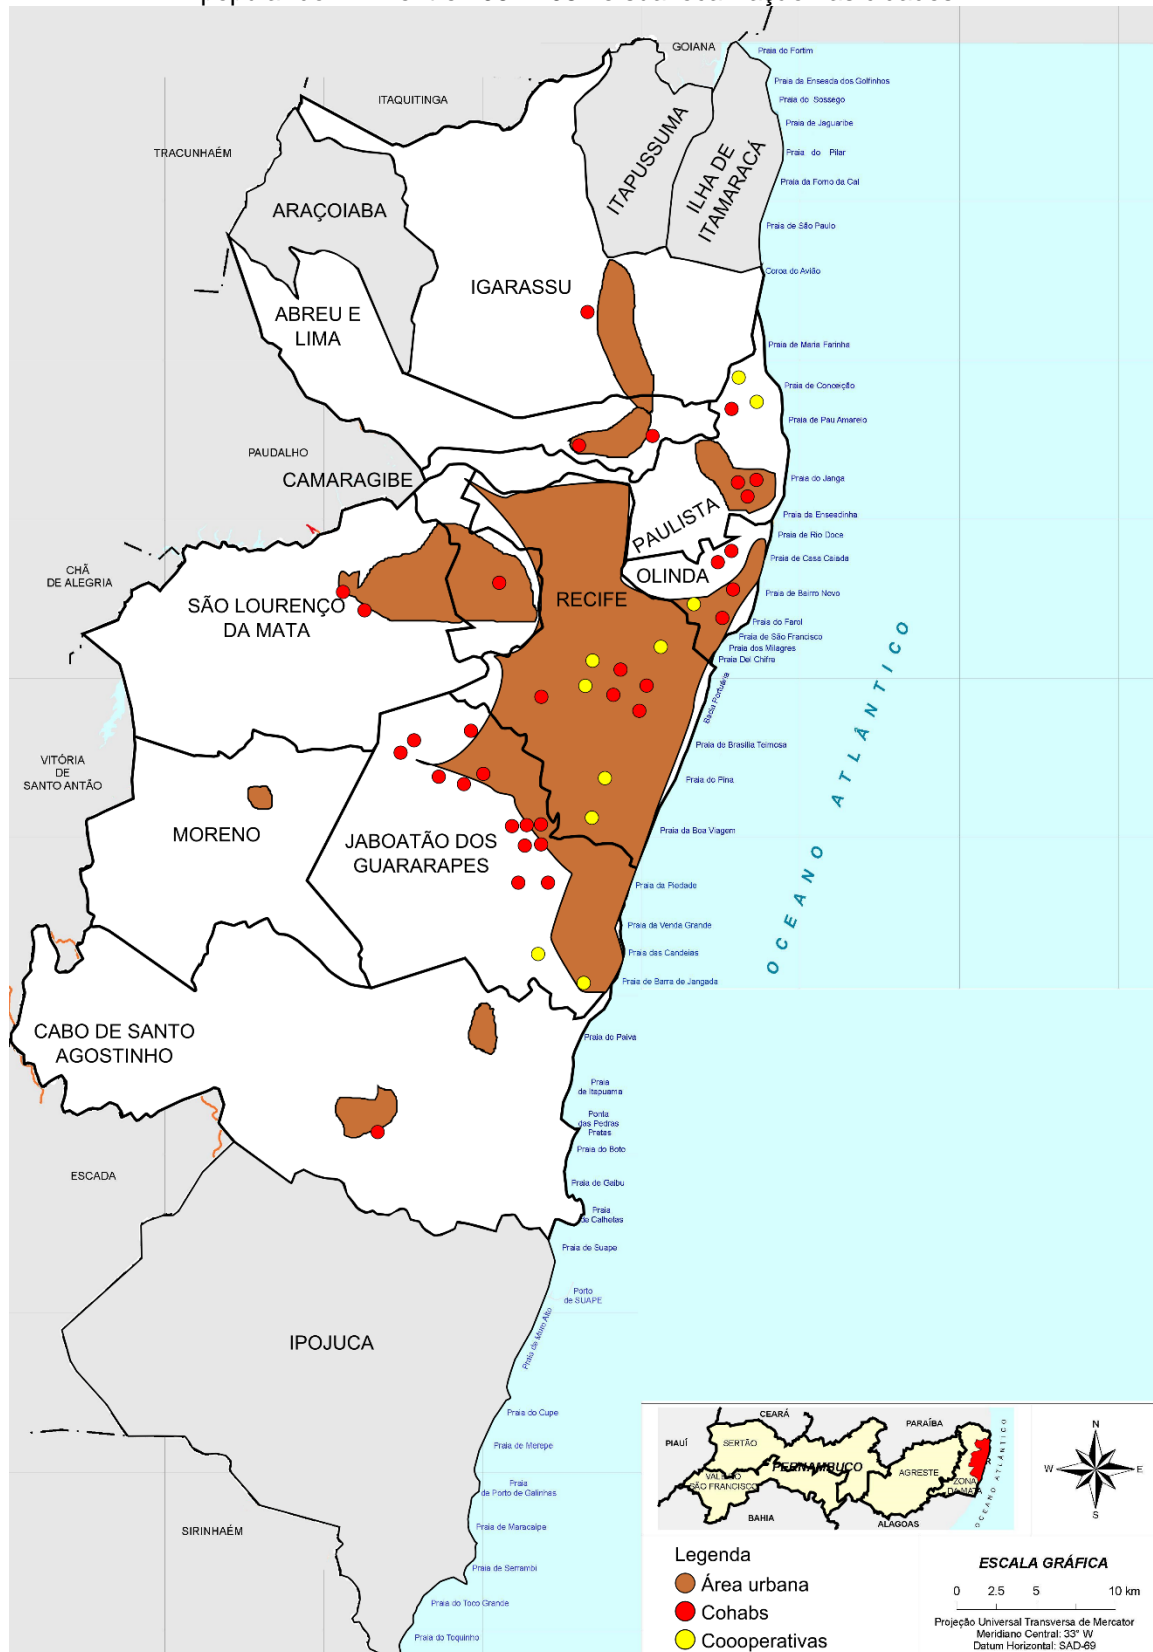 GOIANA
Praia do Fortim
Praia da Enseada dos Golfinhos
ITAQUITINGA
Praia do Sossego
Praia de Jaguaribe
TRACUNHAÉM
Praia do Pilar
ITAPUSSUMA
ILHA DE
ITAMARACÁ
Praia da Forno da Cal
ARAÇOIABA
Praia de São Paulo
Coroa do Avião
IGARASSU
ABREU E
LIMA
Praia de Maria Farinha
Praia de Conceição
Praia de Pau Amarelo
PAUDALHO
CAMARAGIBE
Praia do Janga
PAULISTA
Praia da Enseadinha
Praia de Rio Doce
Praia de Casa Caiada
CHÃ
DE ALEGRIA
OLINDA
RECIFE
Praia de Bairro Novo
SÃO LOURENÇO
DA MATA
Praia do Farol
Praia de São Francisco
Praia dos Milagres
Praia Del Chifre
Bacia Portuária
OCEANO ATLÂNTICO
Praia de Brasília Teimosa
VITÓRIA
DE
SANTO ANTÃO
Praia do Pina
MORENO
Praia da Boa Viagem
JABOATÃO DOS
GUARARAPES
Praia da Piedade
Praia da Venda Grande
Praia das Candeias
Praia de Barra de Jangada
CABO DE SANTO
AGOSTINHO
Praia do Paiva
Praia
de Itapuama
Ponta
das Pedras
Pretas
Praia do Boto
ESCADA
Praia de Gaibu
Praia
de Calhetas
Praia de Suape
Porto
de SUAPE
Praia de Muro Alto
IPOJUCA
Praia do Cupe
Praia de Merepe
Praia
de Porto de Galinhas
Praia de Maracaípe
SIRINHAÉM
Praia de Serrambi
Praia do Toco Grande
Praia do Toquinho
CEARÁ
PARAÍBA
PIAUÍ
SERTÃO
PERNAMBUCO
AGRESTE
SÃO FRANCISCO
ZONA
DA MATA
BAHIA
ALAGOAS
OCEANO ATLÂNTICO
N
W
E
S
Legenda
Área urbana
Cohabs
Coooperativas
ESCALA GRÁFICA
0 2.5 5 10 km
Projeção Universal Transversa de Mercator
Meridiano Central: 33° W
Datum Horizontal: SAD-69